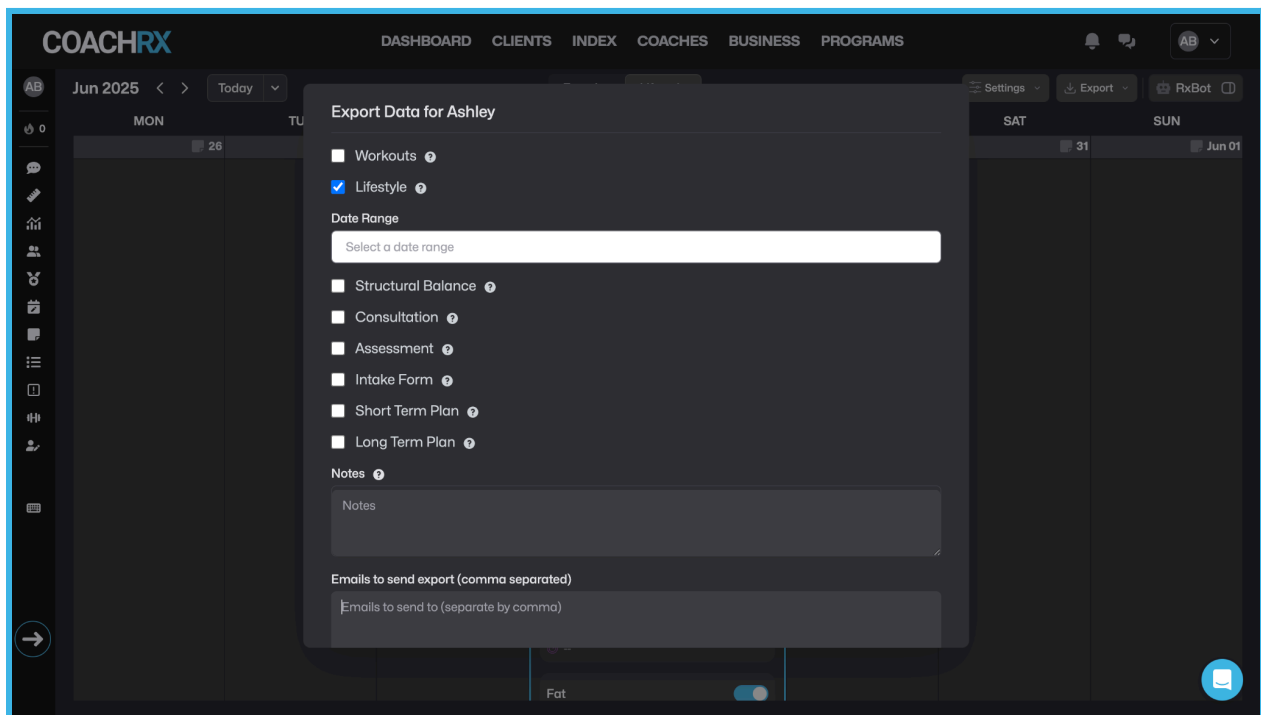 COACHRX
DASHBOARD CLIENTS INDEX COACHES BUSINESS PROGRAMS
AB
AB
Jun 2025
Today
Settings
Export
RxBot
0
MON
TU
SAT
SUN
26
31
Jun 01
Export Data for Ashley
Workouts
Lifestyle
Date Range
Select a date range
Structural Balance
Consultation
Assessment
Intake Form
Short Term Plan
Long Term Plan
Notes
Notes
Emails to send export (comma separated)
Emails to send to (separate by comma)
Fat